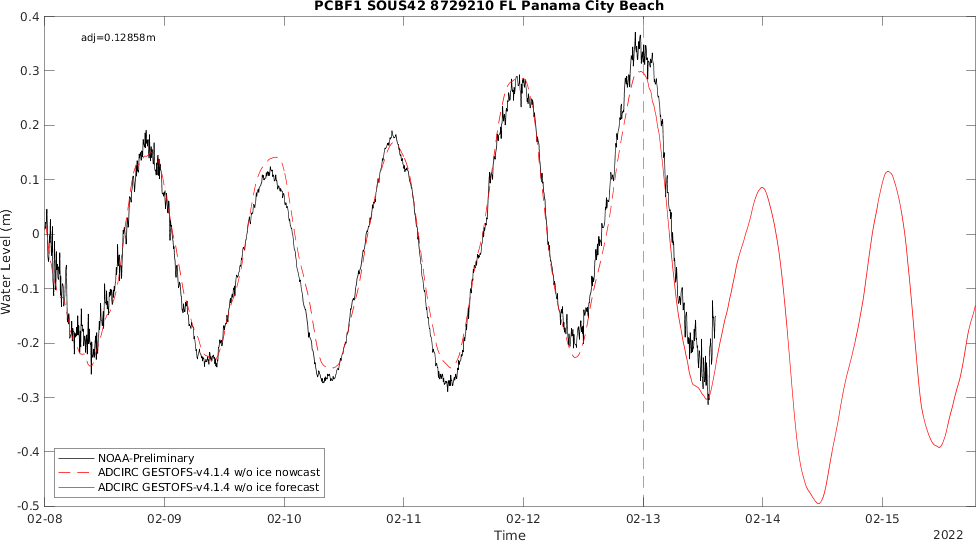 PCBF1 SOUS42 8729210 FL Panama City Beach
adj=0.12858m
0.4
0.3
0.2
0.1
0
-0.1
-0.2
-0.3
-0.4
-0.5
Water Level (m)
NOAA-Preliminary
ADCIRC GESTOFS-v4.1.4 w/o ice nowcast
ADCIRC GESTOFS-v4.1.4 w/o ice forecast
02-08 02-09 02-10 02-11 02-12 02-13 02-14 02-15
Time
2022